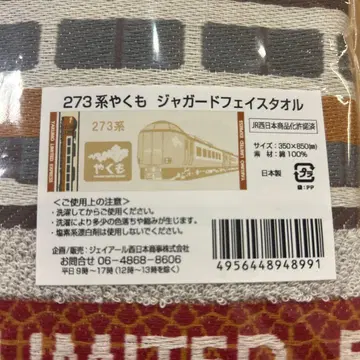 273系やくも ジャガードフェイスタオル
273系
やくも
JR西日本商品化許諾済
サイズ：350×850㎜
素 材：綿100%
日本製
袋：PP
＜ご使用上の注意＞
・洗濯してからご使用ください。
・洗濯により多少の色落ちや縮みが生じます。
・塩素系漂白剤は使用しないでください。
企画／販売：ジェイアール西日本商事株式会社
お問合せ 06-4868-8606
平日9時～17時（12時～13時を除く）
4956448948991
LIMITED